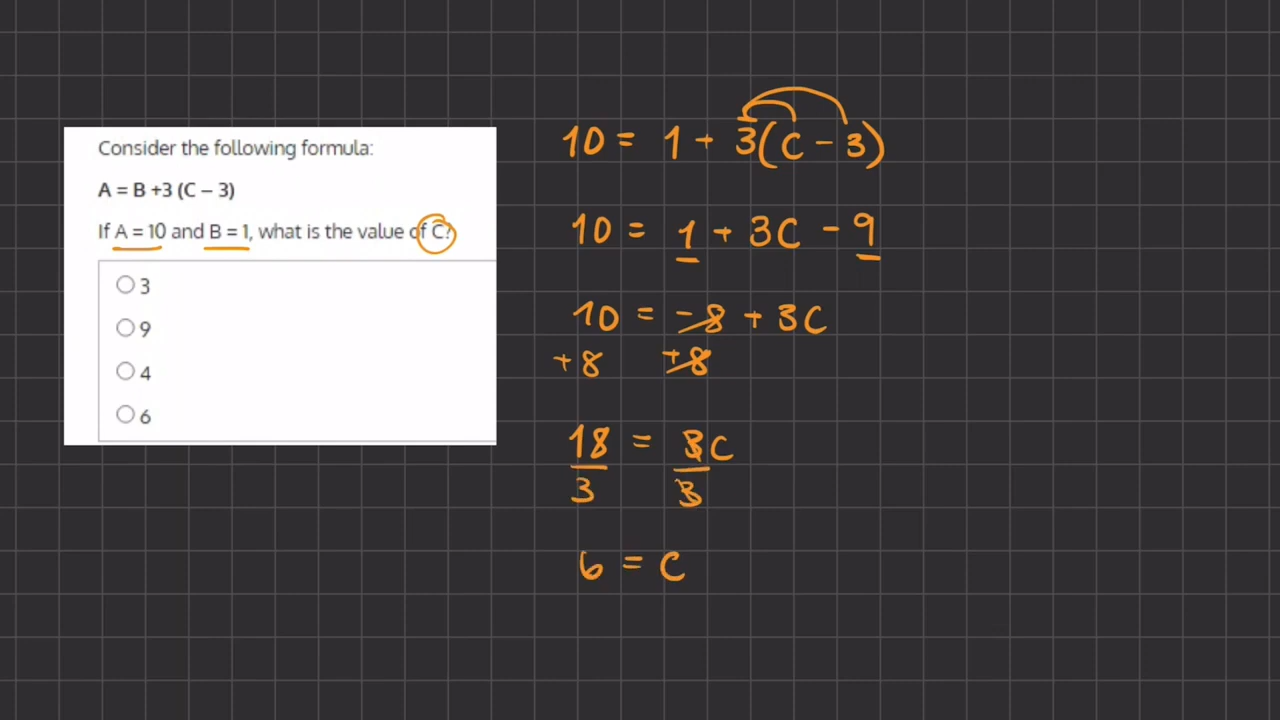 Consider the following formula:
A = B +3 (C – 3)
If A = 10 and B = 1, what is the value of C?
3
9
4
6
10 = 1 + 3(C - 3)
10 = 1 + 3C - 9
10 = -8 + 3C
+8 +8
18 = 3C
3 3
6 = C